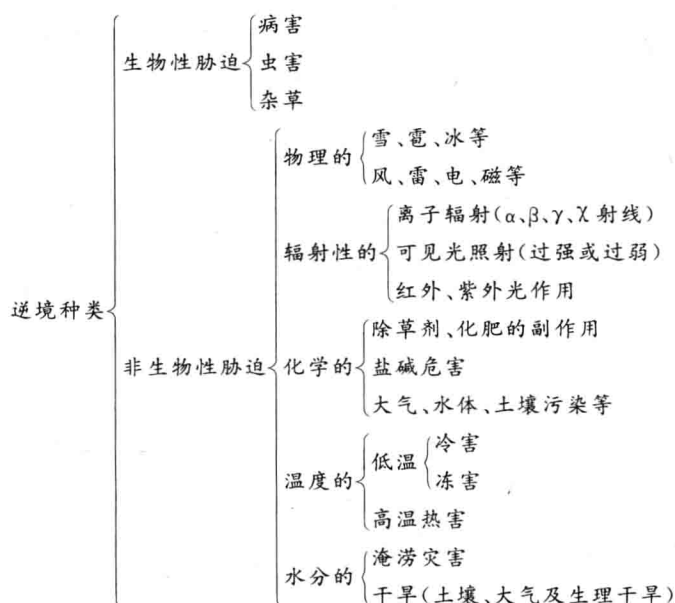 病害
生物性胁迫 虫害
杂草
雪、雹、冰等
物理的
风、雷、电、磁等
离子辐射(α、β、γ、χ射线)
辐射性的 可见光照射(过强或过弱)
红外、紫外光作用
逆境种类
除草剂、化肥的副作用
非生物性胁迫 化学的 盐碱危害
大气、水体、土壤污染等
冷害
低温
冻害
温度的
高温热害
淹涝灾害
水分的
干旱(土壤、大气及生理干旱)